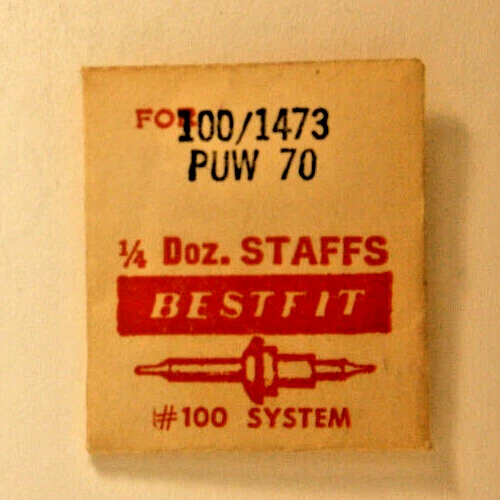 FOR 100/1473
PUW 70
1/4 Doz. STAFFS
BESTFIT
#100 SYSTEM